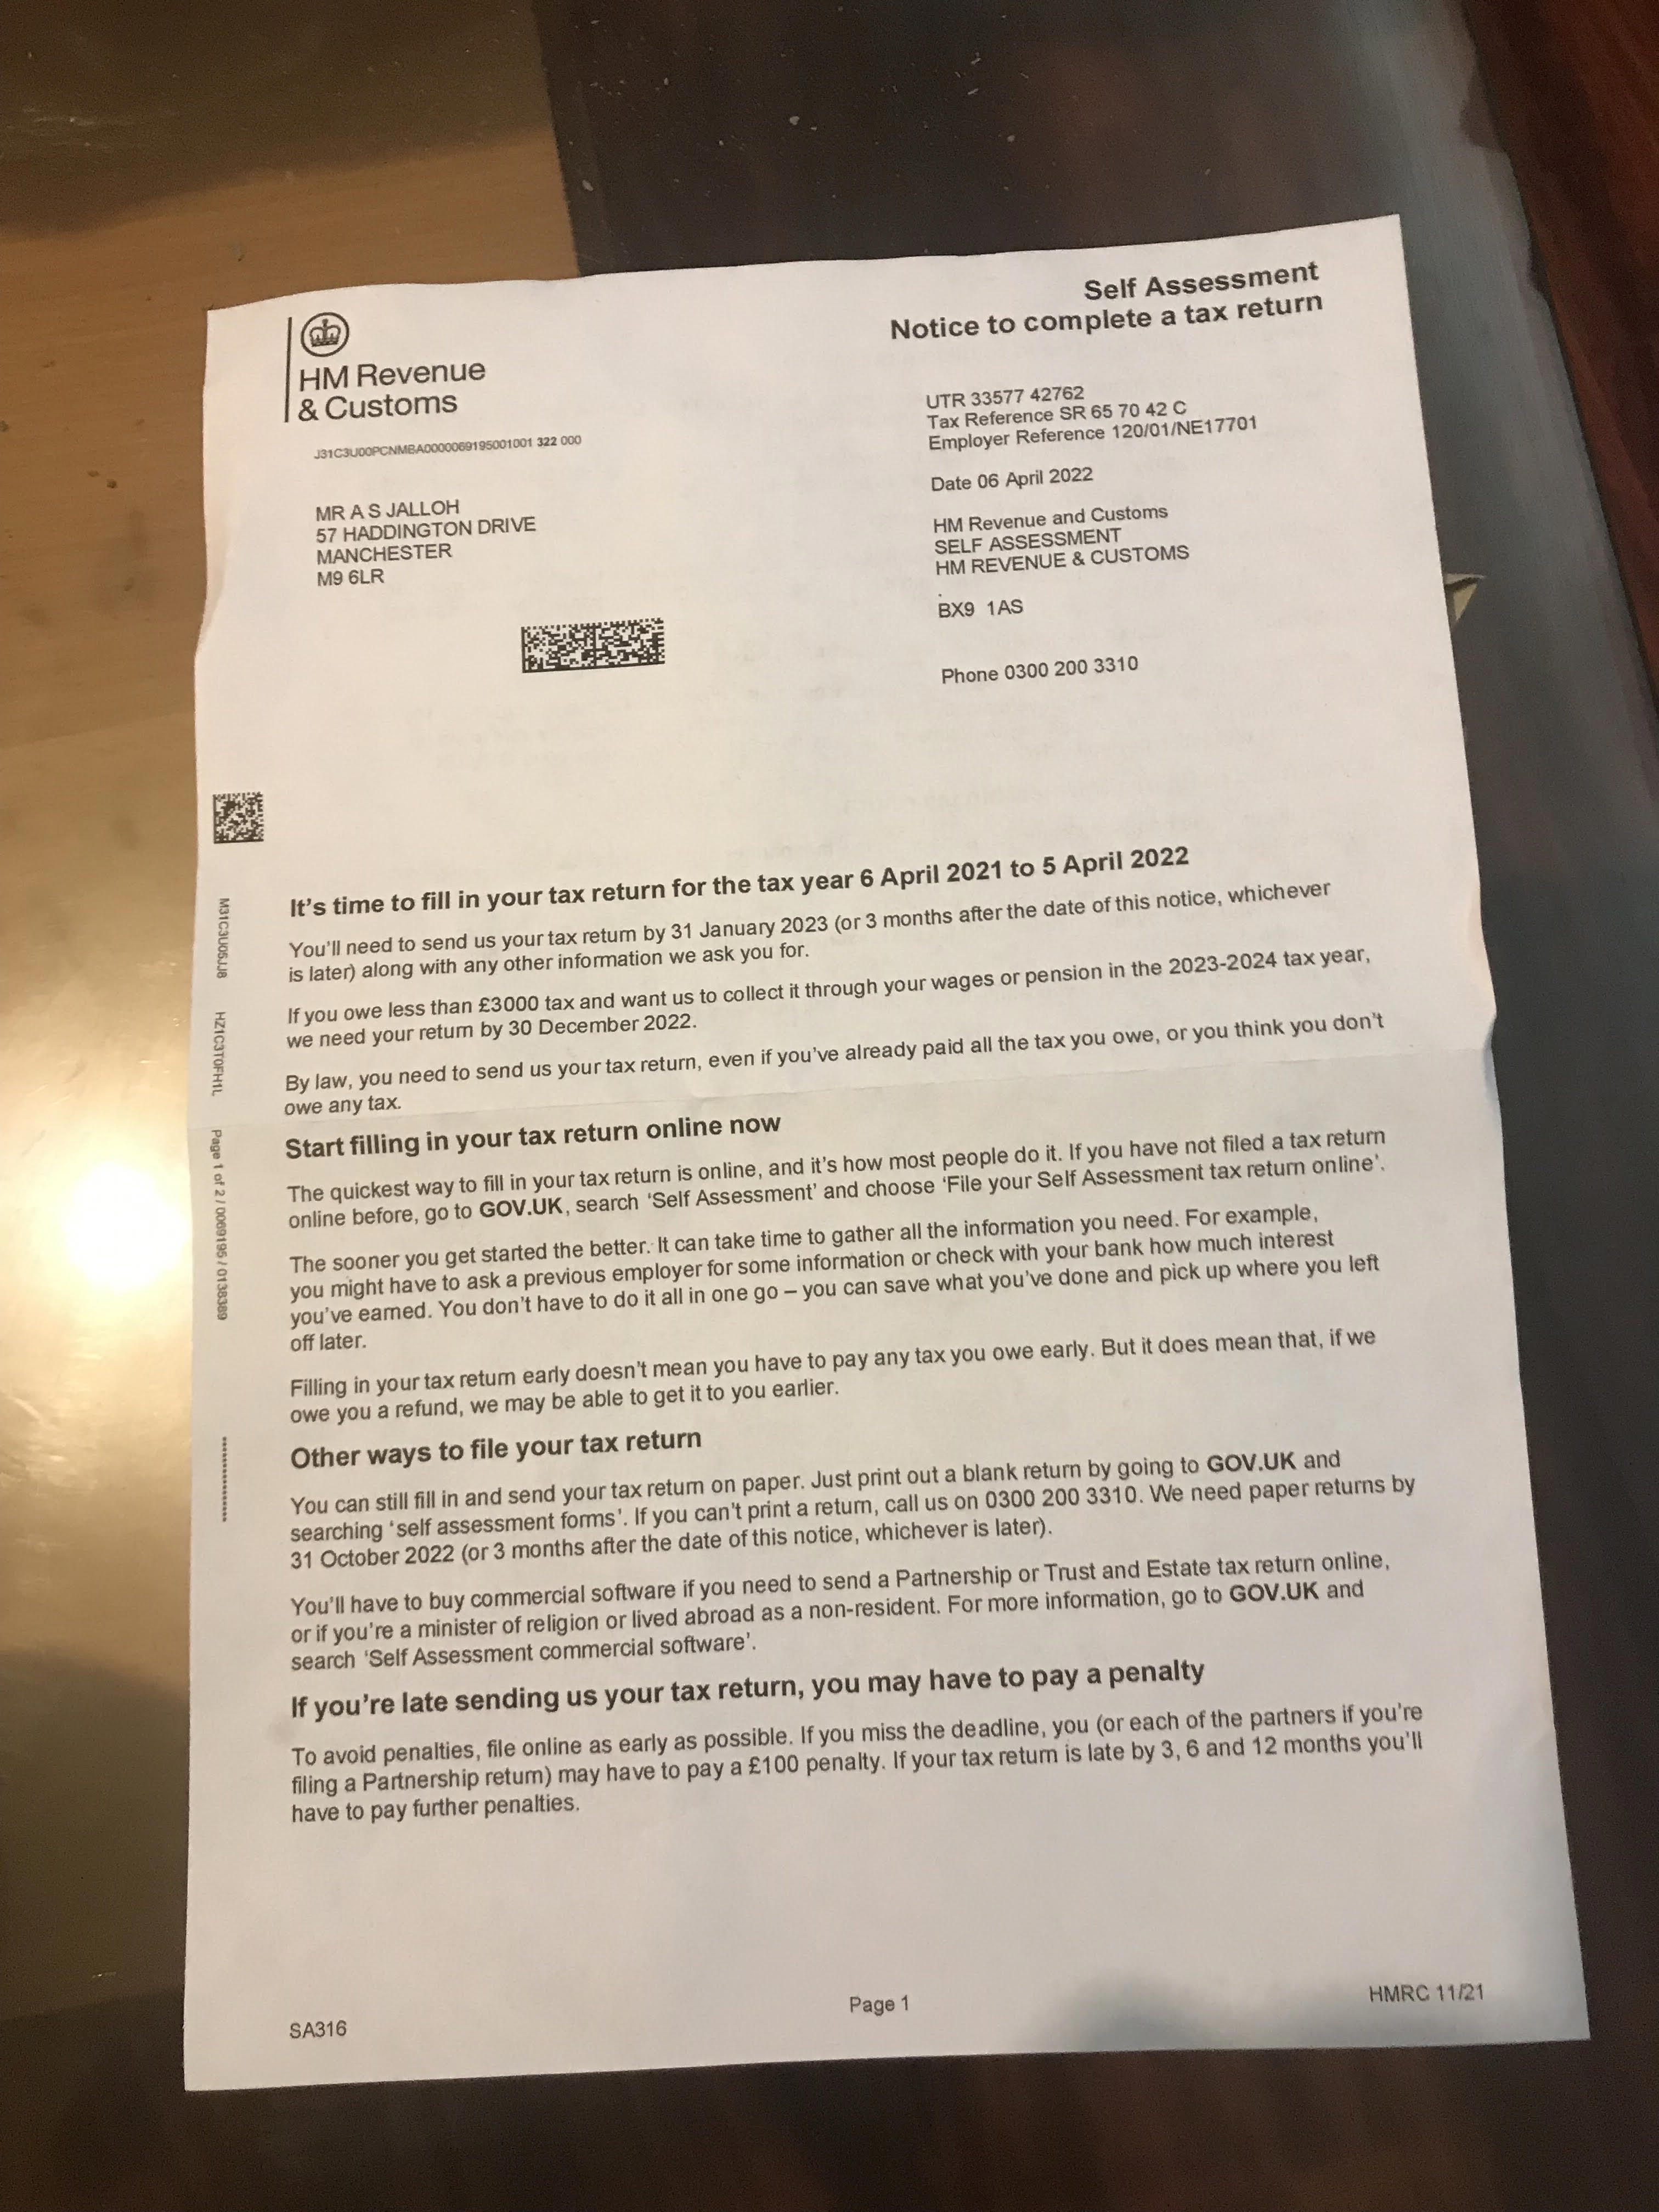 Self Assessment
Notice to complete a tax return
HM Revenue
& Customs
J31C3U00PCNMBA0000069195001001 322 000
UTR 33577 42762
Tax Reference SR 65 70 42 C
Employer Reference 120/01/NE17701
Date 06 April 2022
MR A S JALLOH
57 HADDINGTON DRIVE
MANCHESTER
M9 6LR
HM Revenue and Customs
SELF ASSESSMENT
HM REVENUE & CUSTOMS
.
BX9 1AS
Phone 0300 200 3310
It's time to fill in your tax return for the tax year 6 April 2021 to 5 April 2022
You'll need to send us your tax return by 31 January 2023 (or 3 months after the date of this notice, whichever
is later) along with any other information we ask you for.
If you owe less than £3000 tax and want us to collect it through your wages or pension in the 2023-2024 tax year,
we need your return by 30 December 2022.
By law, you need to send us your tax return, even if you've already paid all the tax you owe, or you think you don't
owe any tax.
Start filling in your tax return online now
The quickest way to fill in your tax return is online, and it's how most people do it. If you have not filed a tax return
online before, go to GOV.UK, search 'Self Assessment' and choose 'File your Self Assessment tax return online'.
The sooner you get started the better. It can take time to gather all the information you need. For example,
you might have to ask a previous employer for some information or check with your bank how much interest
you've earned. You don't have to do it all in one go – you can save what you've done and pick up where you left
off later.
Filling in your tax return early doesn't mean you have to pay any tax you owe early. But it does mean that, if we
owe you a refund, we may be able to get it to you earlier.
Other ways to file your tax return
You can still fill in and send your tax return on paper. Just print out a blank return by going to GOV.UK and
searching 'self assessment forms'. If you can't print a return, call us on 0300 200 3310. We need paper returns by
31 October 2022 (or 3 months after the date of this notice, whichever is later).
You'll have to buy commercial software if you need to send a Partnership or Trust and Estate tax return online,
or if you're a minister of religion or lived abroad as a non-resident. For more information, go to GOV.UK and
search 'Self Assessment commercial software'.
If you're late sending us your tax return, you may have to pay a penalty
To avoid penalties, file online as early as possible. If you miss the deadline, you (or each of the partners if you're
filing a Partnership return) may have to pay a £100 penalty. If your tax return is late by 3, 6 and 12 months you'll
have to pay further penalties.
SA316
Page 1
HMRC 11/21
M31C3U05JJ8 HZ1C3T0FH1L Page 1 of 2 / 0069195 / 0138389